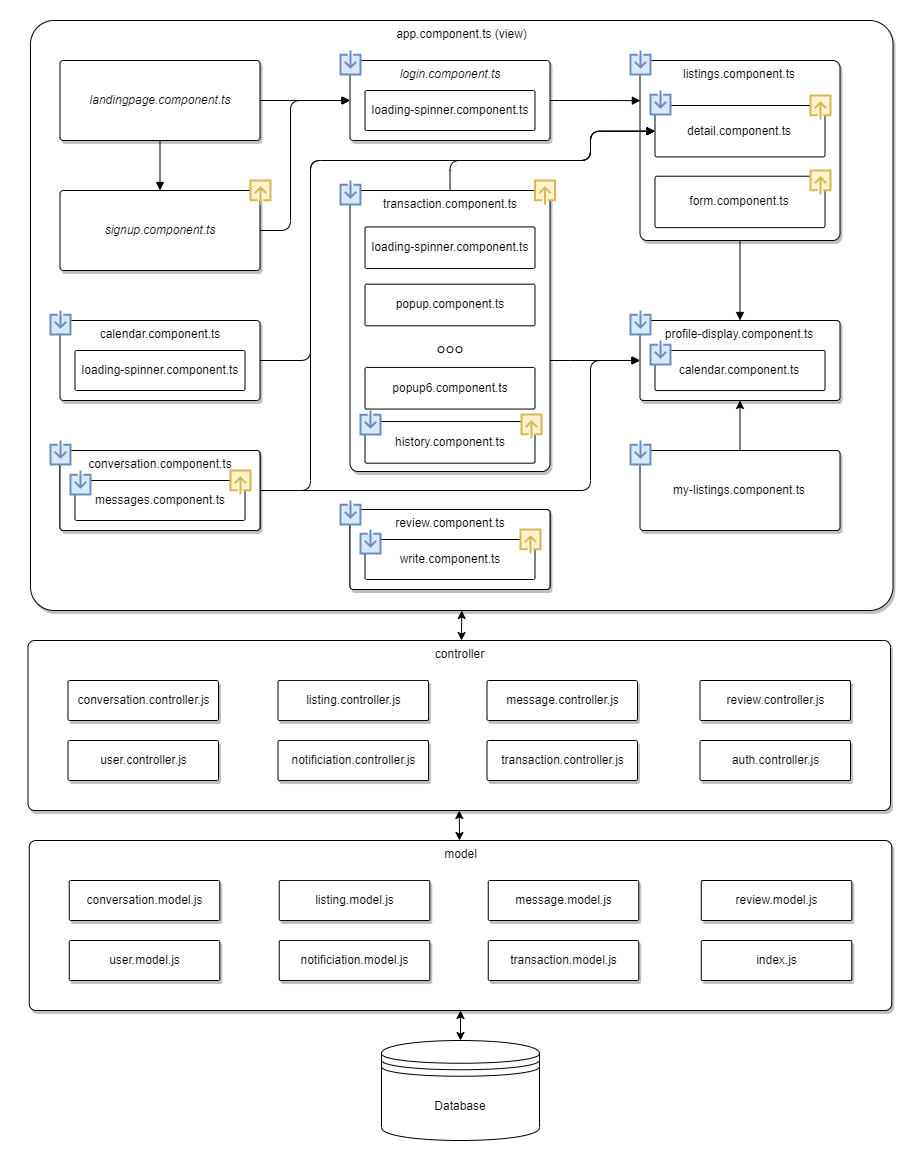 app.component.ts (view)
landingpage.component.ts
login.component.ts
loading-spinner.component.ts
listings.component.ts
detail.component.ts
form.component.ts
signup.component.ts
transaction.component.ts
loading-spinner.component.ts
popup.component.ts
popup6.component.ts
history.component.ts
calendar.component.ts
loading-spinner.component.ts
profile-display.component.ts
calendar.component.ts
conversation.component.ts
messages.component.ts
my-listings.component.ts
review.component.ts
write.component.ts
controller
conversation.controller.js
listing.controller.js
message.controller.js
review.controller.js
user.controller.js
notificiation.controller.js
transaction.controller.js
auth.controller.js
model
conversation.model.js
listing.model.js
message.model.js
review.model.js
user.model.js
notificiation.model.js
transaction.model.js
index.js
Database